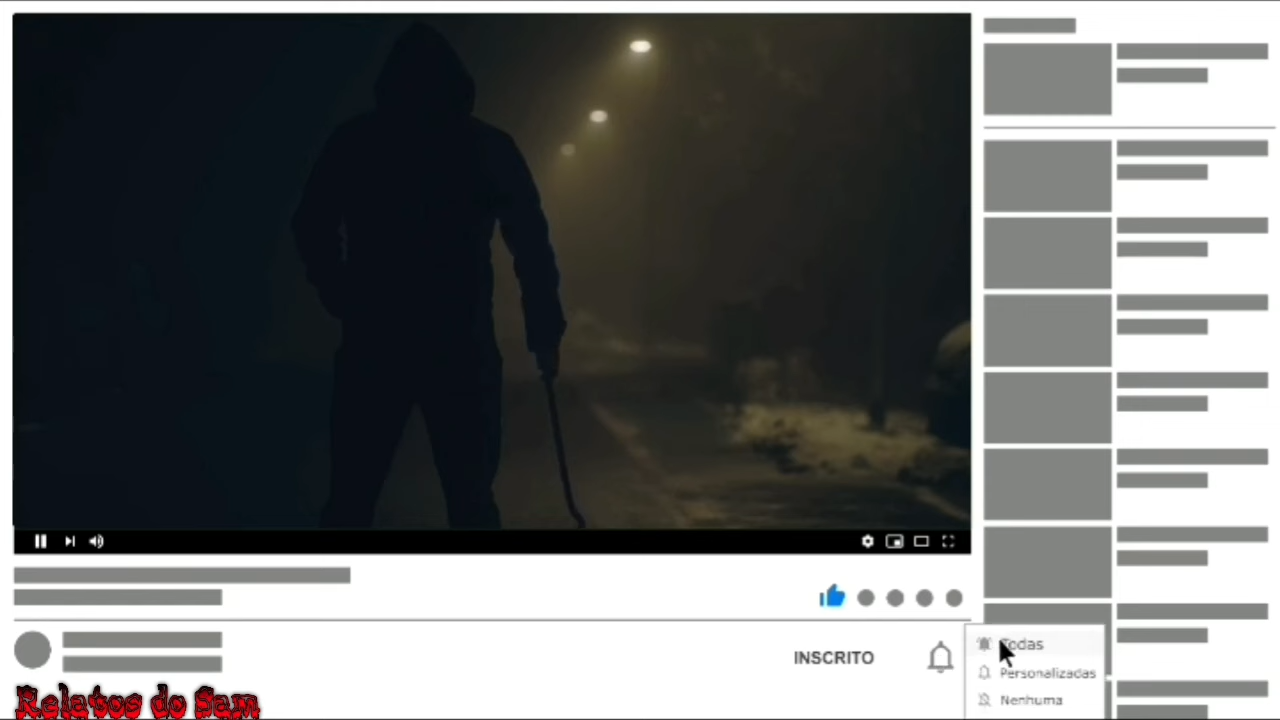 INSCRITO
Todas
Personalizadas
Nenhuma
Relatos do Sam